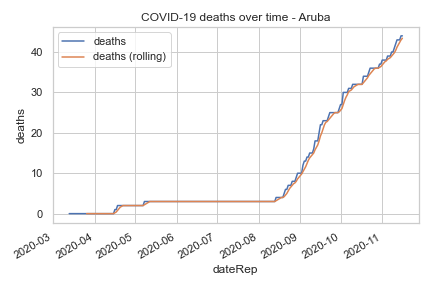 COVID-19 deaths over time - Aruba
deaths
deaths (rolling)
deaths
40
30
20
10
0
2020-03
2020-04
2020-05
2020-06
2020-07
2020-08
2020-09
2020-10
2020-11
dateRep